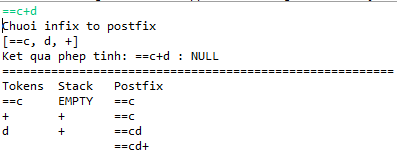 ==c+d
Chuoi infix to postfix
[==c, d, +]
Ket qua phep tinh: ==c+d : NULL
====================================================
Tokens Stack Postfix
==c EMPTY ==c
+ + ==c
d + ==cd
==cd+